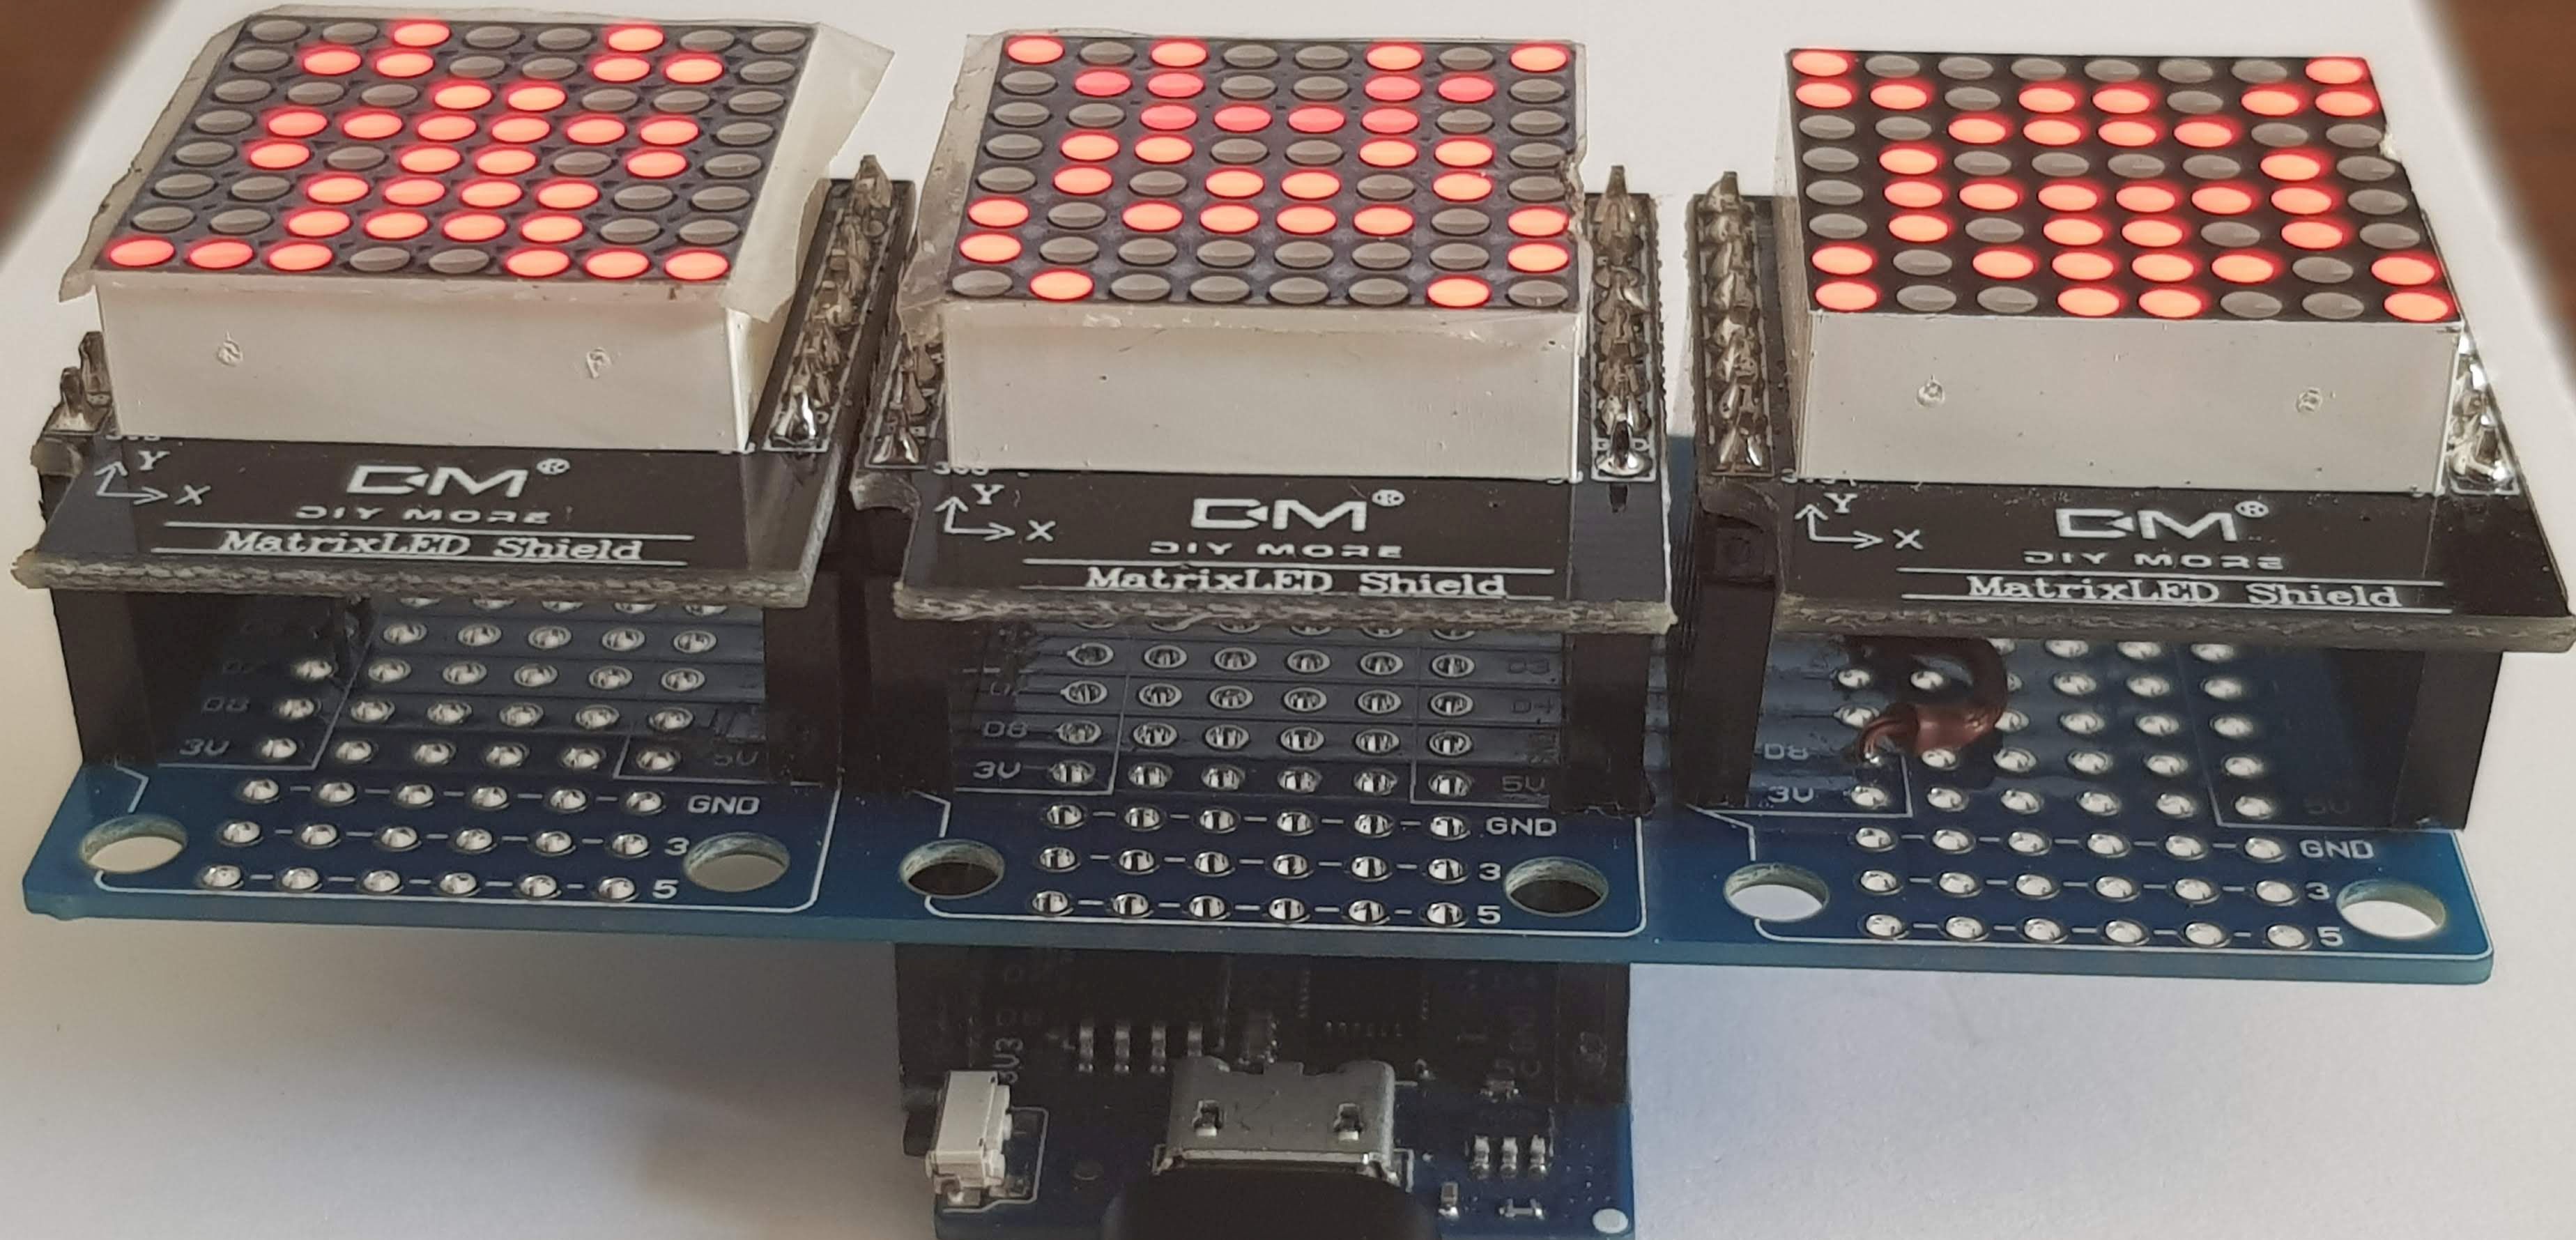 Y
X
DM®
DIY MORE
MatrixLED Shield
Y
X
DM®
DIY MORE
MatrixLED Shield
Y
X
DM®
DIY MORE
MatrixLED Shield
D8
3V
5V
GND
3
5
D3
D4
D8
3V
5V
GND
3
5
D8
3V
5V
GND
3
5
3V3
GND